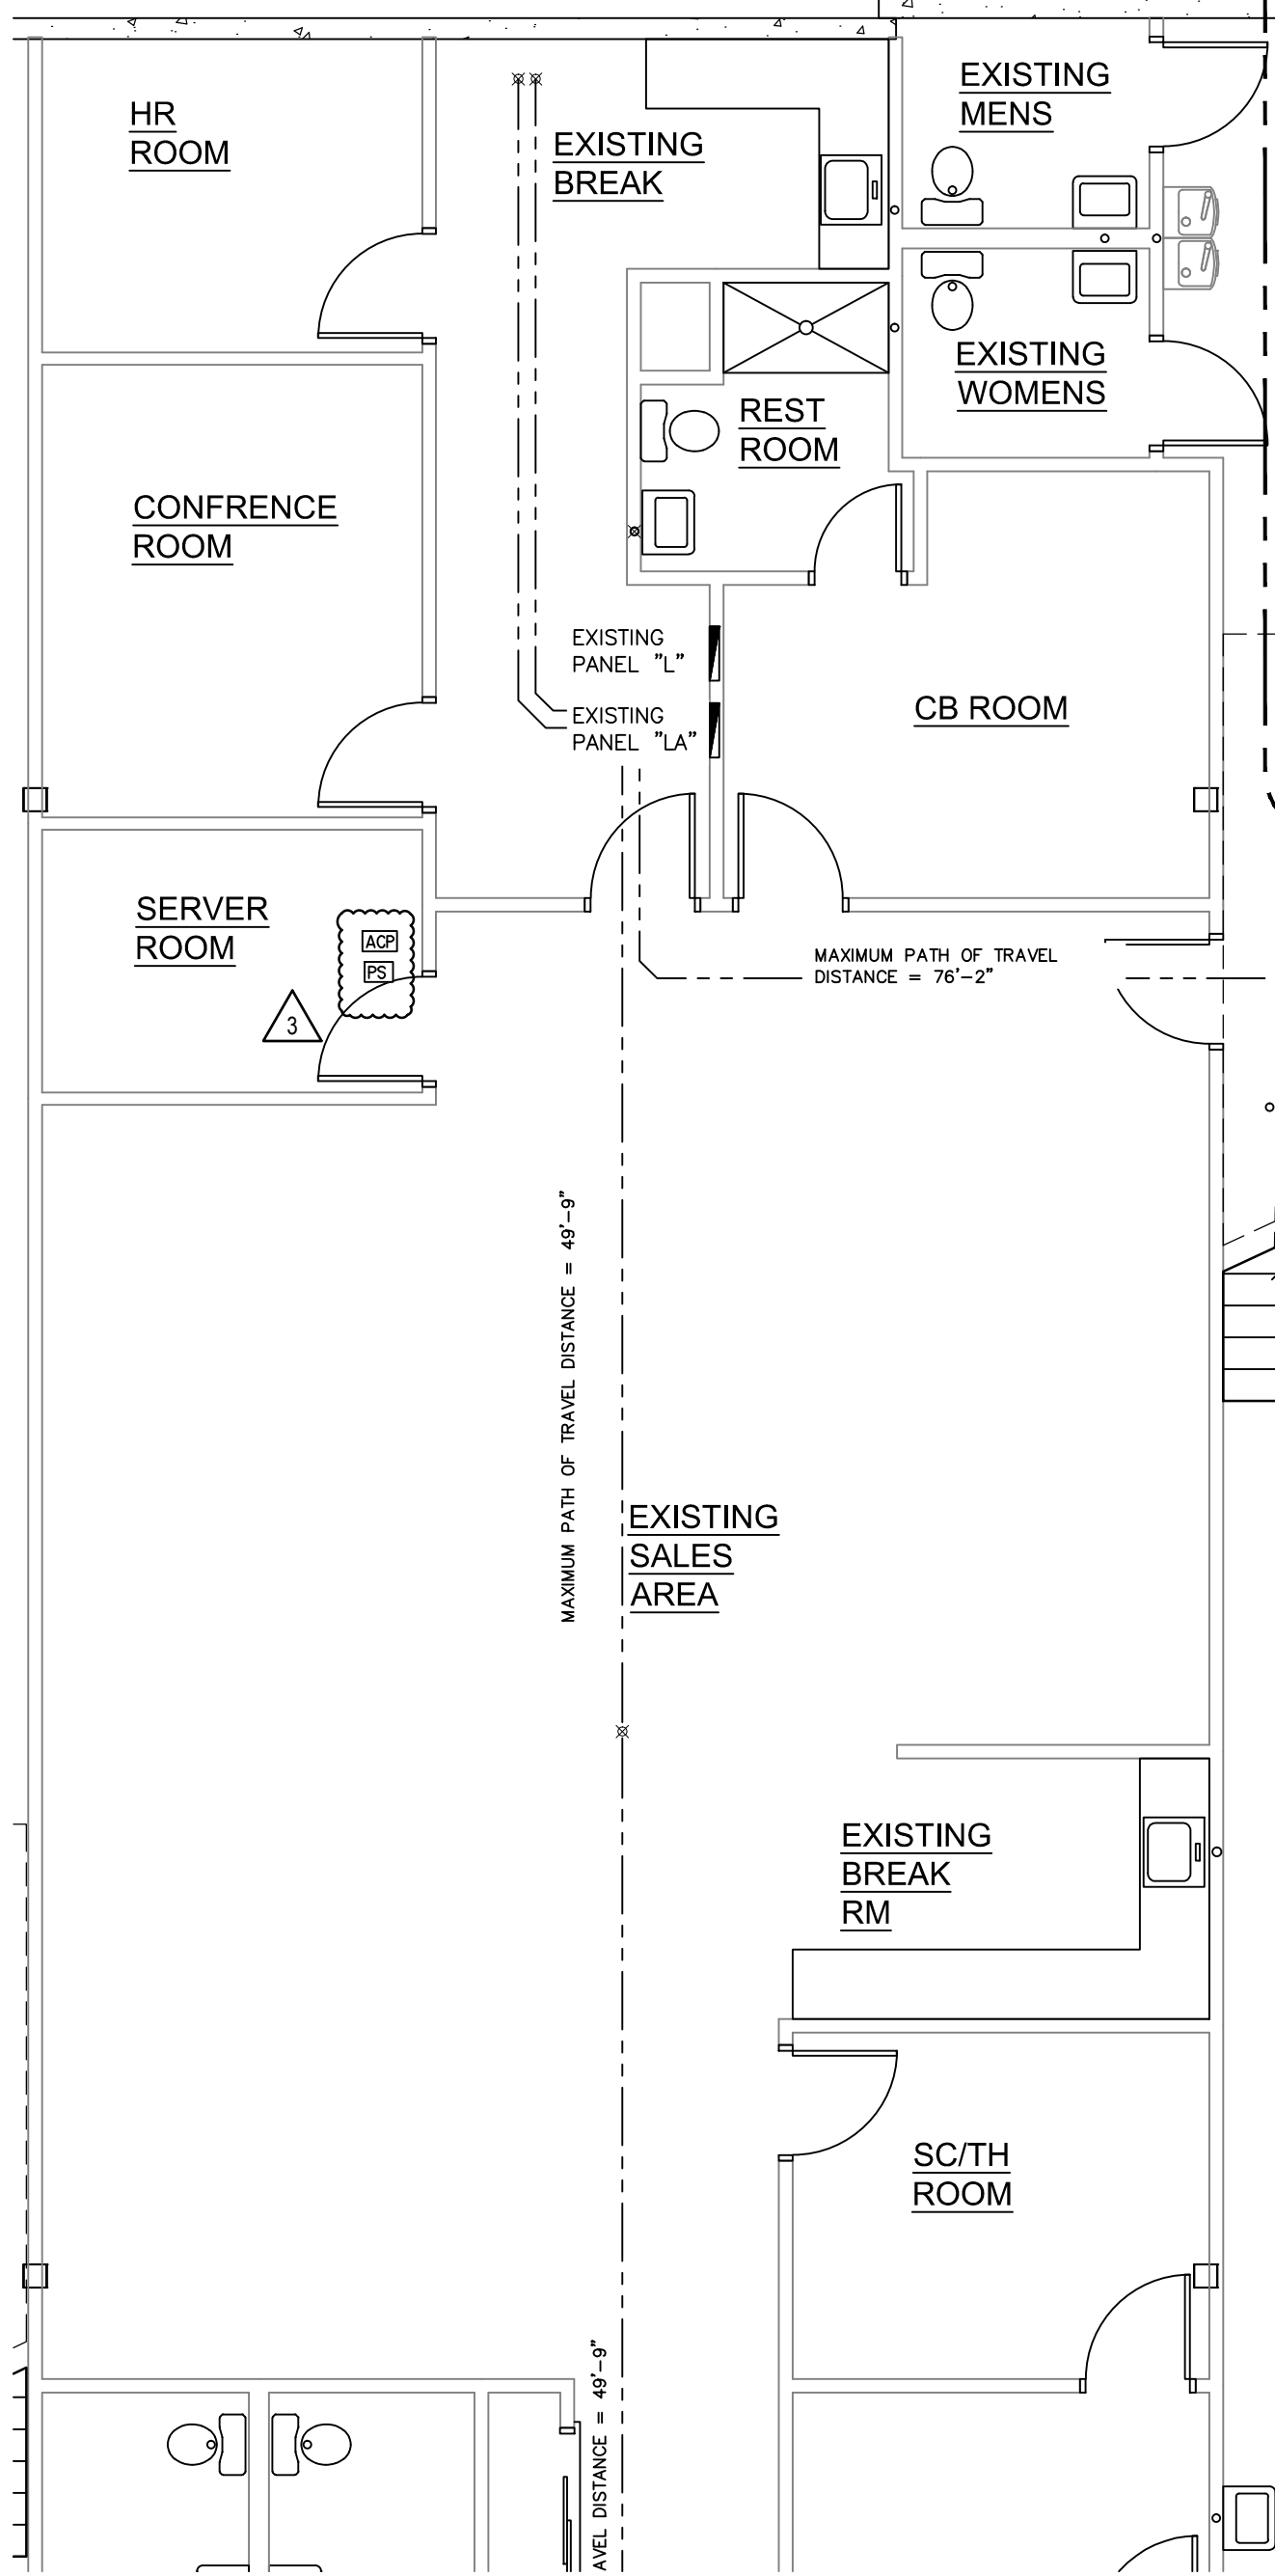 HR
ROOM
EXISTING
BREAK
EXISTING
MENS
EXISTING
WOMENS
REST
ROOM
CONFRENCE
ROOM
EXISTING
PANEL "L"
EXISTING
PANEL "LA"
CB ROOM
SERVER
ROOM
ACP
PS
3
MAXIMUM PATH OF TRAVEL
DISTANCE = 76'-2"
MAXIMUM PATH OF TRAVEL DISTANCE = 49'-9"
EXISTING
SALES
AREA
EXISTING
BREAK
RM
SC/TH
ROOM
AVEL DISTANCE = 49'-9"